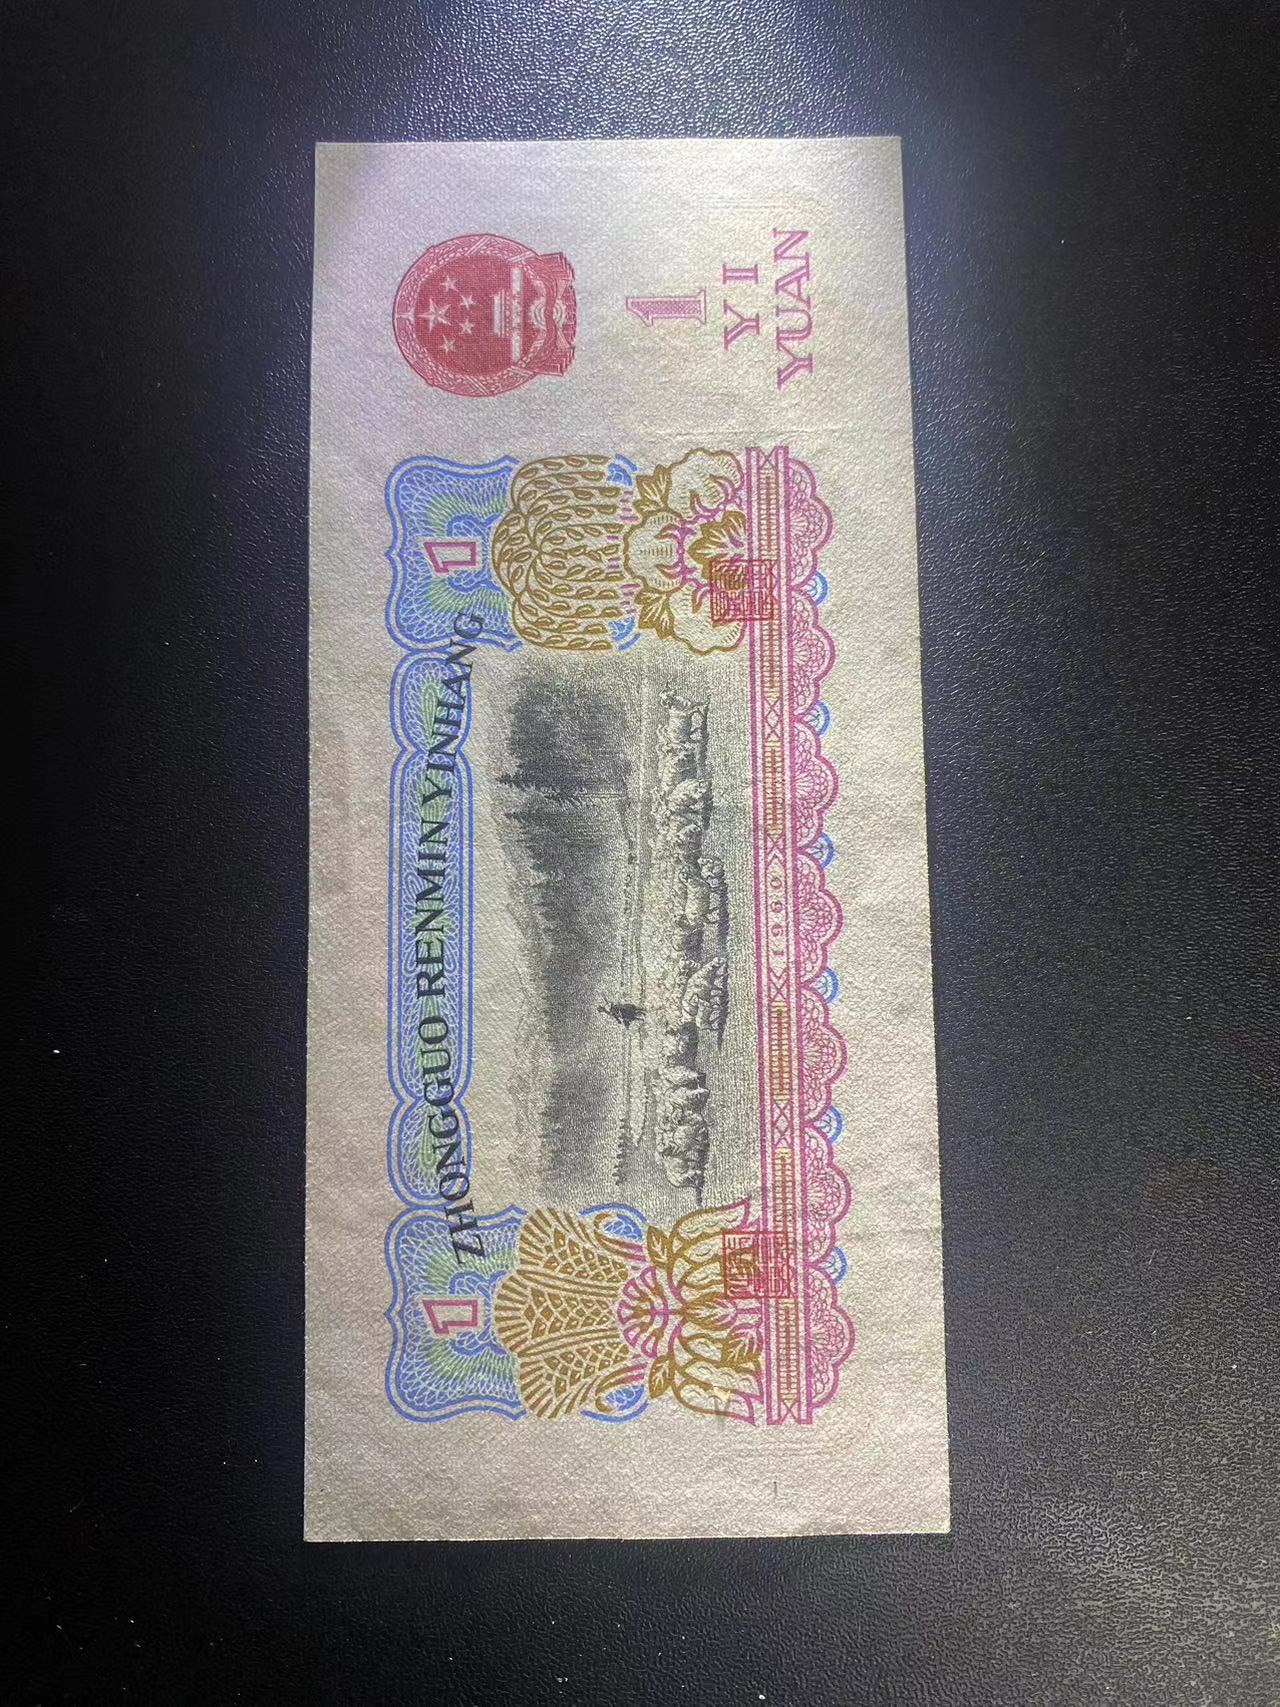 ZHONGGUO RENMIN YINHANG
1
1
1
YI
YUAN
1960